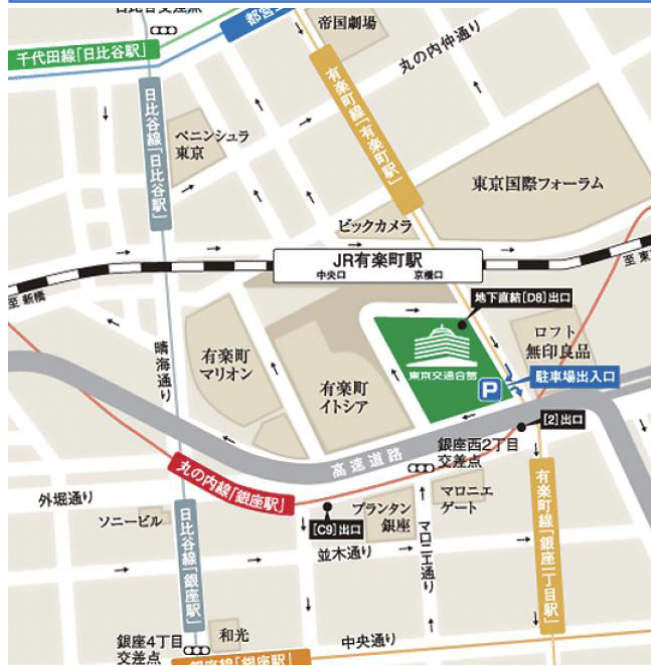 帝国劇場
千代田線「日比谷駅」
丸の内仲通り
日比谷線「日比谷駅」
有楽町線「有楽町駅」
ペニンシュラ
東京
東京国際フォーラム
ビックカメラ
JR有楽町駅
中央口
京橋口
至 新橋
地下直結[D8]出口
ロフト
無印良品
晴海通り
有楽町
マリオン
有楽町
イトシア
東京交通会館
P
駐車場出入口
[2]出口
高速道路
銀座西2丁目
交差点
丸の内線「銀座駅」
外堀通り
ソニービル
日比谷線「銀座駅」
[C9]出口
プランタン
銀座
マロニエ
ゲート
有楽町線「銀座一丁目駅」
並木通り
マロニエ通り
和光
銀座4丁目
交差点
中央通り
銀座線「銀座駅」